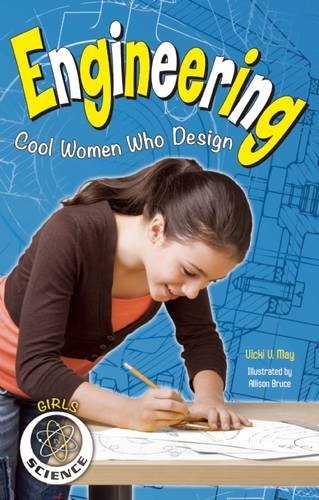 Engineering
Cool Women Who Design
Vicki V. May
Illustrated by
Allison Bruce
GIRLS
SCIENCE